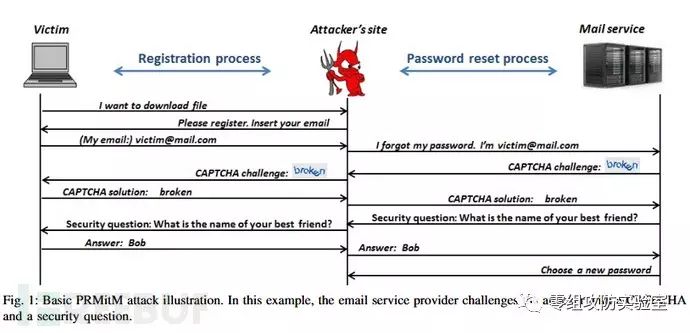 Victim Attacker's site Mail service
Registration process Password reset process
I want to download file
Please register. Insert your email
(My email:) victim@mail.com
I forgot my password. I'm victim@mail.com
CAPTCHA challenge: broken
CAPTCHA challenge: broken
CAPTCHA solution: broken
CAPTCHA solution: broken
Security question: What is the name of your best friend?
Security question: What is the name of your best friend?
Answer: Bob
Answer: Bob
Choose a new password
Fig. 1: Basic PRMitM attack illustration. In this example, the email service provider challenges
and a security question.
零组攻防实验室